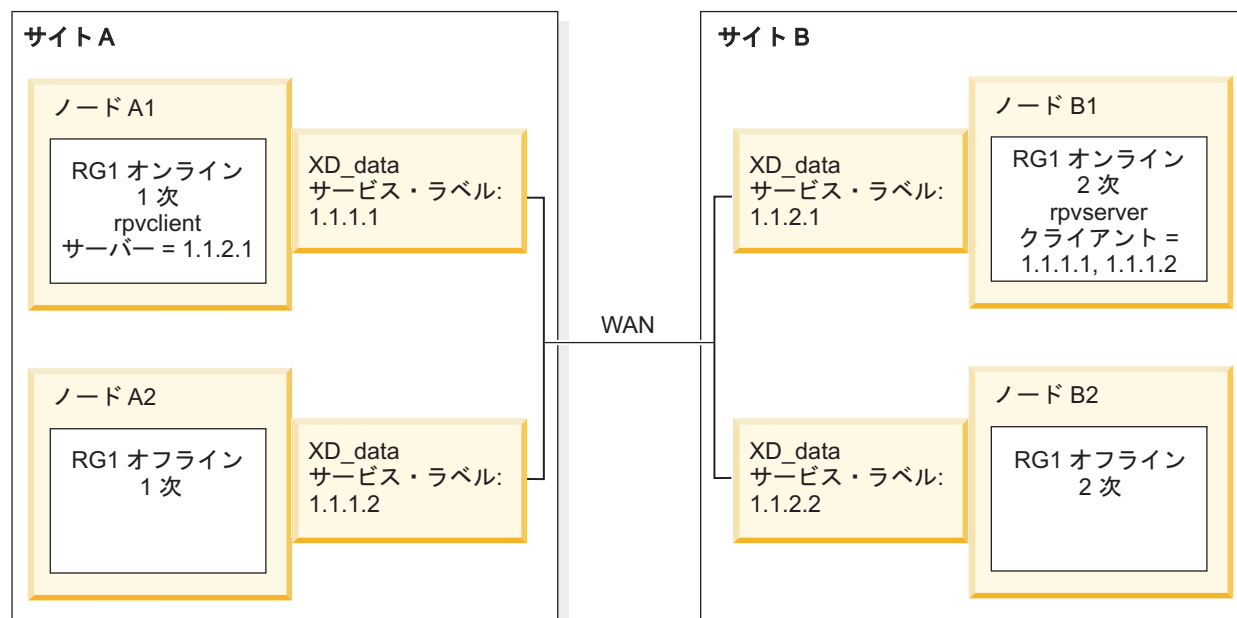 サイト A
ノード A1
RG1 オンライン
1 次
rpvclient
サーバー = 1.1.2.1
XD_data
サービス・ラベル:
1.1.1.1
ノード A2
RG1 オフライン
1 次
XD_data
サービス・ラベル:
1.1.1.2
WAN
サイト B
XD_data
サービス・ラベル:
1.1.2.1
ノード B1
RG1 オンライン
2 次
rpvserver
クライアント =
1.1.1.1, 1.1.1.2
XD_data
サービス・ラベル:
1.1.2.2
ノード B2
RG1 オフライン
2 次